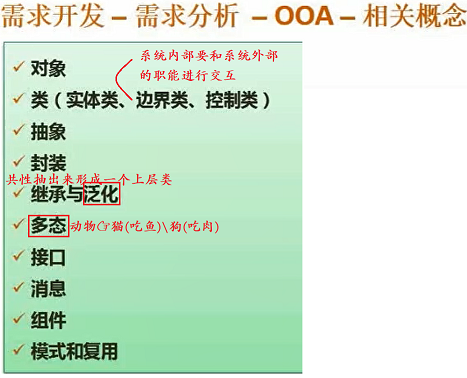 需求开发 – 需求分析 – OOA – 相关概念
系统内部要和系统外部
的职能进行交互
对象
类（实体类、边界类、控制类）
抽象
封装
共性抽出来形成一个上层类
继承与泛化
多态 动物 猫(吃鱼)\狗(吃肉)
接口
消息
组件
模式和复用